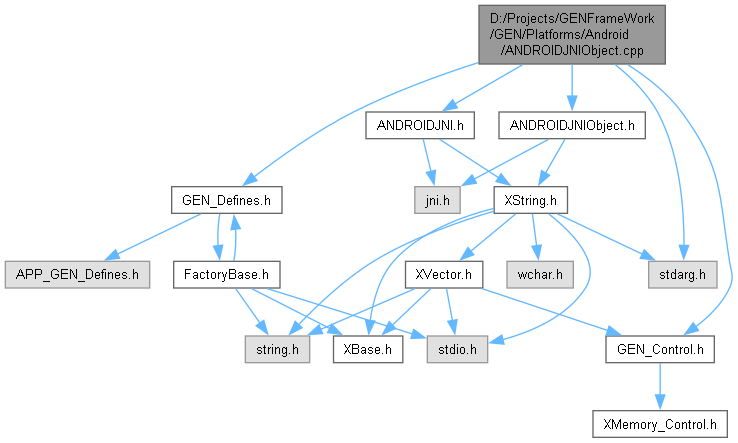 D:/Projects/GENFrameWork
/GEN/Platforms/Android
/ANDROIDJNIObject.cpp
ANDROIDJNI.h
ANDROIDJNIObject.h
GEN_Defines.h
jni.h
XString.h
APP_GEN_Defines.h
FactoryBase.h
XVector.h
wchar.h
stdarg.h
string.h
XBase.h
stdio.h
GEN_Control.h
XMemory_Control.h